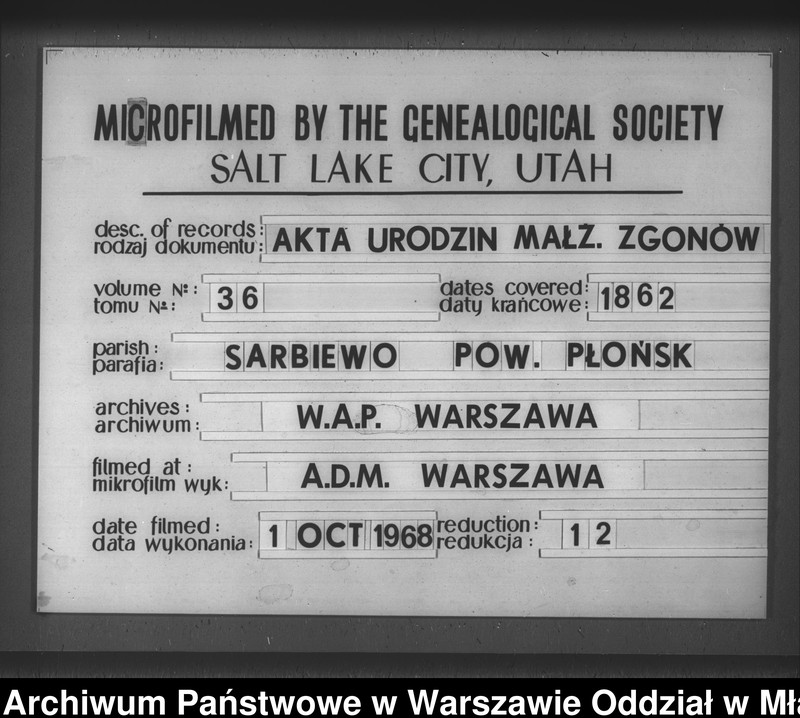 MICROFILMED BY THE GENEALOGICAL SOCIETY
SALT LAKE CITY, UTAH
desc. of records:
rodzaj dokumentu: AKTA URODZIN MAŁŻ. ZGONÓW
volume №: dates covered:
tomu №: 36 daty krańcowe: 1862
parish:
parafia: SARBIEWO POW. PŁOŃSK
archives:
archiwum: W.A.P. WARSZAWA
filmed at:
mikrofilm wyk: A.D.M. WARSZAWA
date filmed: reduction:
data wykonania: 1 OCT 1968 redukcja: 12
Archiwum Państwowe w Warszawie Oddział w